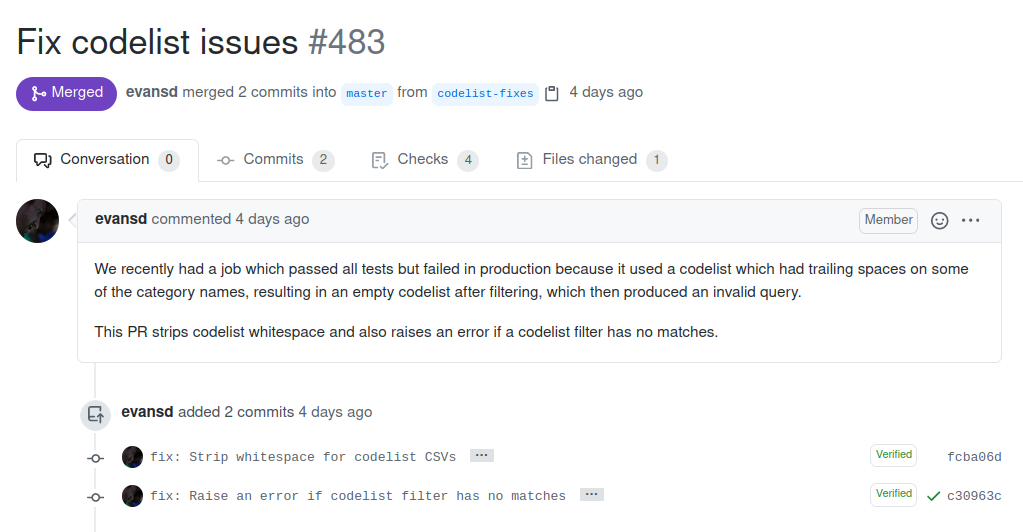 Fix codelist issues #483
Merged evansd merged 2 commits into master from codelist-fixes 4 days ago
Conversation 0 Commits 2 Checks 4 Files changed 1
evansd commented 4 days ago Member
We recently had a job which passed all tests but failed in production because it used a codelist which had trailing spaces on some
of the category names, resulting in an empty codelist after filtering, which then produced an invalid query.
This PR strips codelist whitespace and also raises an error if a codelist filter has no matches.
evansd added 2 commits 4 days ago
fix: Strip whitespace for codelist CSVs ... Verified fcba06d
fix: Raise an error if codelist filter has no matches ... Verified c30963c